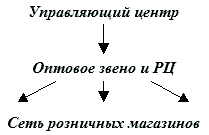 Управляющий центр
Оптовое звено и РЦ
Сеть розничных магазинов